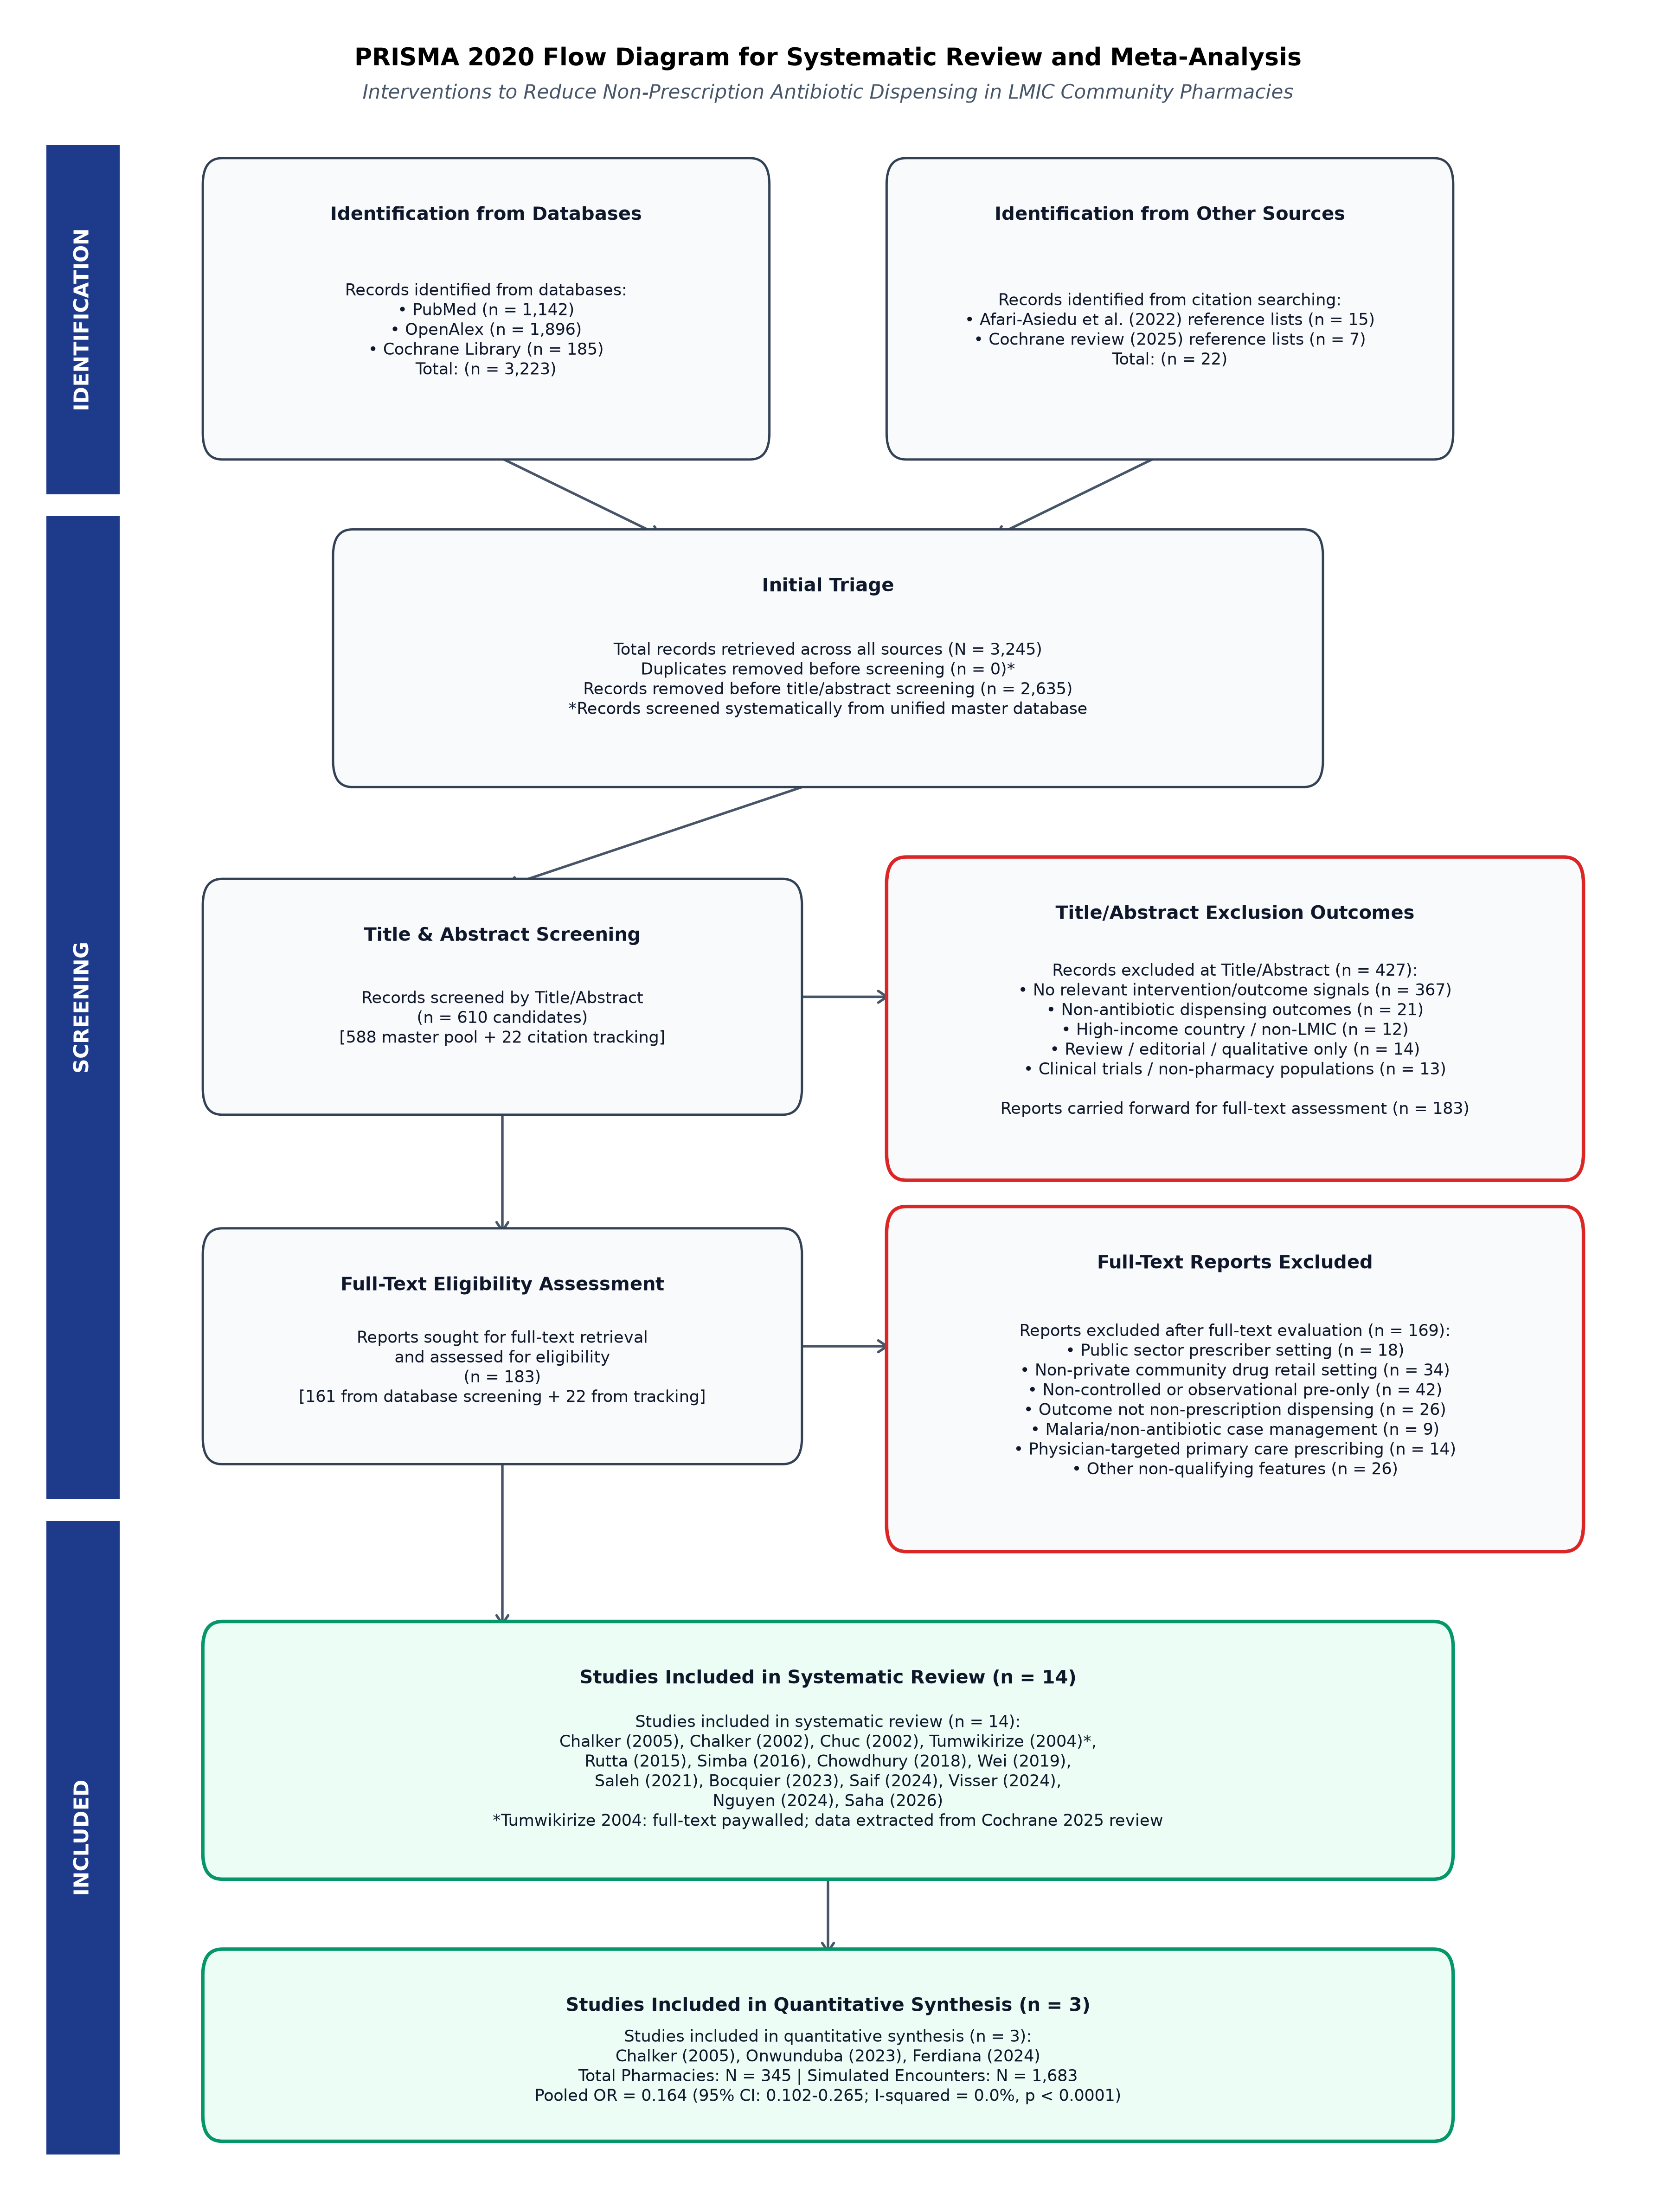 PRISMA 2020 Flow Diagram for Systematic Review and Meta-Analysis
Interventions to Reduce Non-Prescription Antibiotic Dispensing in LMIC Community Pharmacies
IDENTIFICATION
Identification from Databases
Records identified from databases:
• PubMed (n = 1,142)
• OpenAlex (n = 1,896)
• Cochrane Library (n = 185)
Total: (n = 3,223)
Identification from Other Sources
Records identified from citation searching:
• Afari-Asiedu et al. (2022) reference lists (n = 15)
• Cochrane review (2025) reference lists (n = 7)
Total: (n = 22)
SCREENING
Initial Triage
Total records retrieved across all sources (N = 3,245)
Duplicates removed before screening (n = 0)*
Records removed before title/abstract screening (n = 2,635)
*Records screened systematically from unified master database
Title & Abstract Screening
Records screened by Title/Abstract
(n = 610 candidates)
[588 master pool + 22 citation tracking]
Title/Abstract Exclusion Outcomes
Records excluded at Title/Abstract (n = 427):
• No relevant intervention/outcome signals (n = 367)
• Non-antibiotic dispensing outcomes (n = 21)
• High-income country / non-LMIC (n = 12)
• Review / editorial / qualitative only (n = 14)
• Clinical trials / non-pharmacy populations (n = 13)
Reports carried forward for full-text assessment (n = 183)
Full-Text Eligibility Assessment
Reports sought for full-text retrieval
and assessed for eligibility
(n = 183)
[161 from database screening + 22 from tracking]
Full-Text Reports Excluded
Reports excluded after full-text evaluation (n = 169):
• Public sector prescriber setting (n = 18)
• Non-private community drug retail setting (n = 34)
• Non-controlled or observational pre-only (n = 42)
• Outcome not non-prescription dispensing (n = 26)
• Malaria/non-antibiotic case management (n = 9)
• Physician-targeted primary care prescribing (n = 14)
• Other non-qualifying features (n = 26)
INCLUDED
Studies Included in Systematic Review (n = 14)
Studies included in systematic review (n = 14):
Chalker (2005), Chalker (2002), Chuc (2002), Tumwikirize (2004)*,
Rutta (2015), Simba (2016), Chowdhury (2018), Wei (2019),
Saleh (2021), Bocquier (2023), Saif (2024), Visser (2024),
Nguyen (2024), Saha (2026)
*Tumwikirize 2004: full-text paywalled; data extracted from Cochrane 2025 review
Studies Included in Quantitative Synthesis (n = 3)
Studies included in quantitative synthesis (n = 3):
Chalker (2005), Onwunduba (2023), Ferdiana (2024)
Total Pharmacies: N = 345 | Simulated Encounters: N = 1,683
Pooled OR = 0.164 (95% CI: 0.102-0.265; I-squared = 0.0%, p < 0.0001)